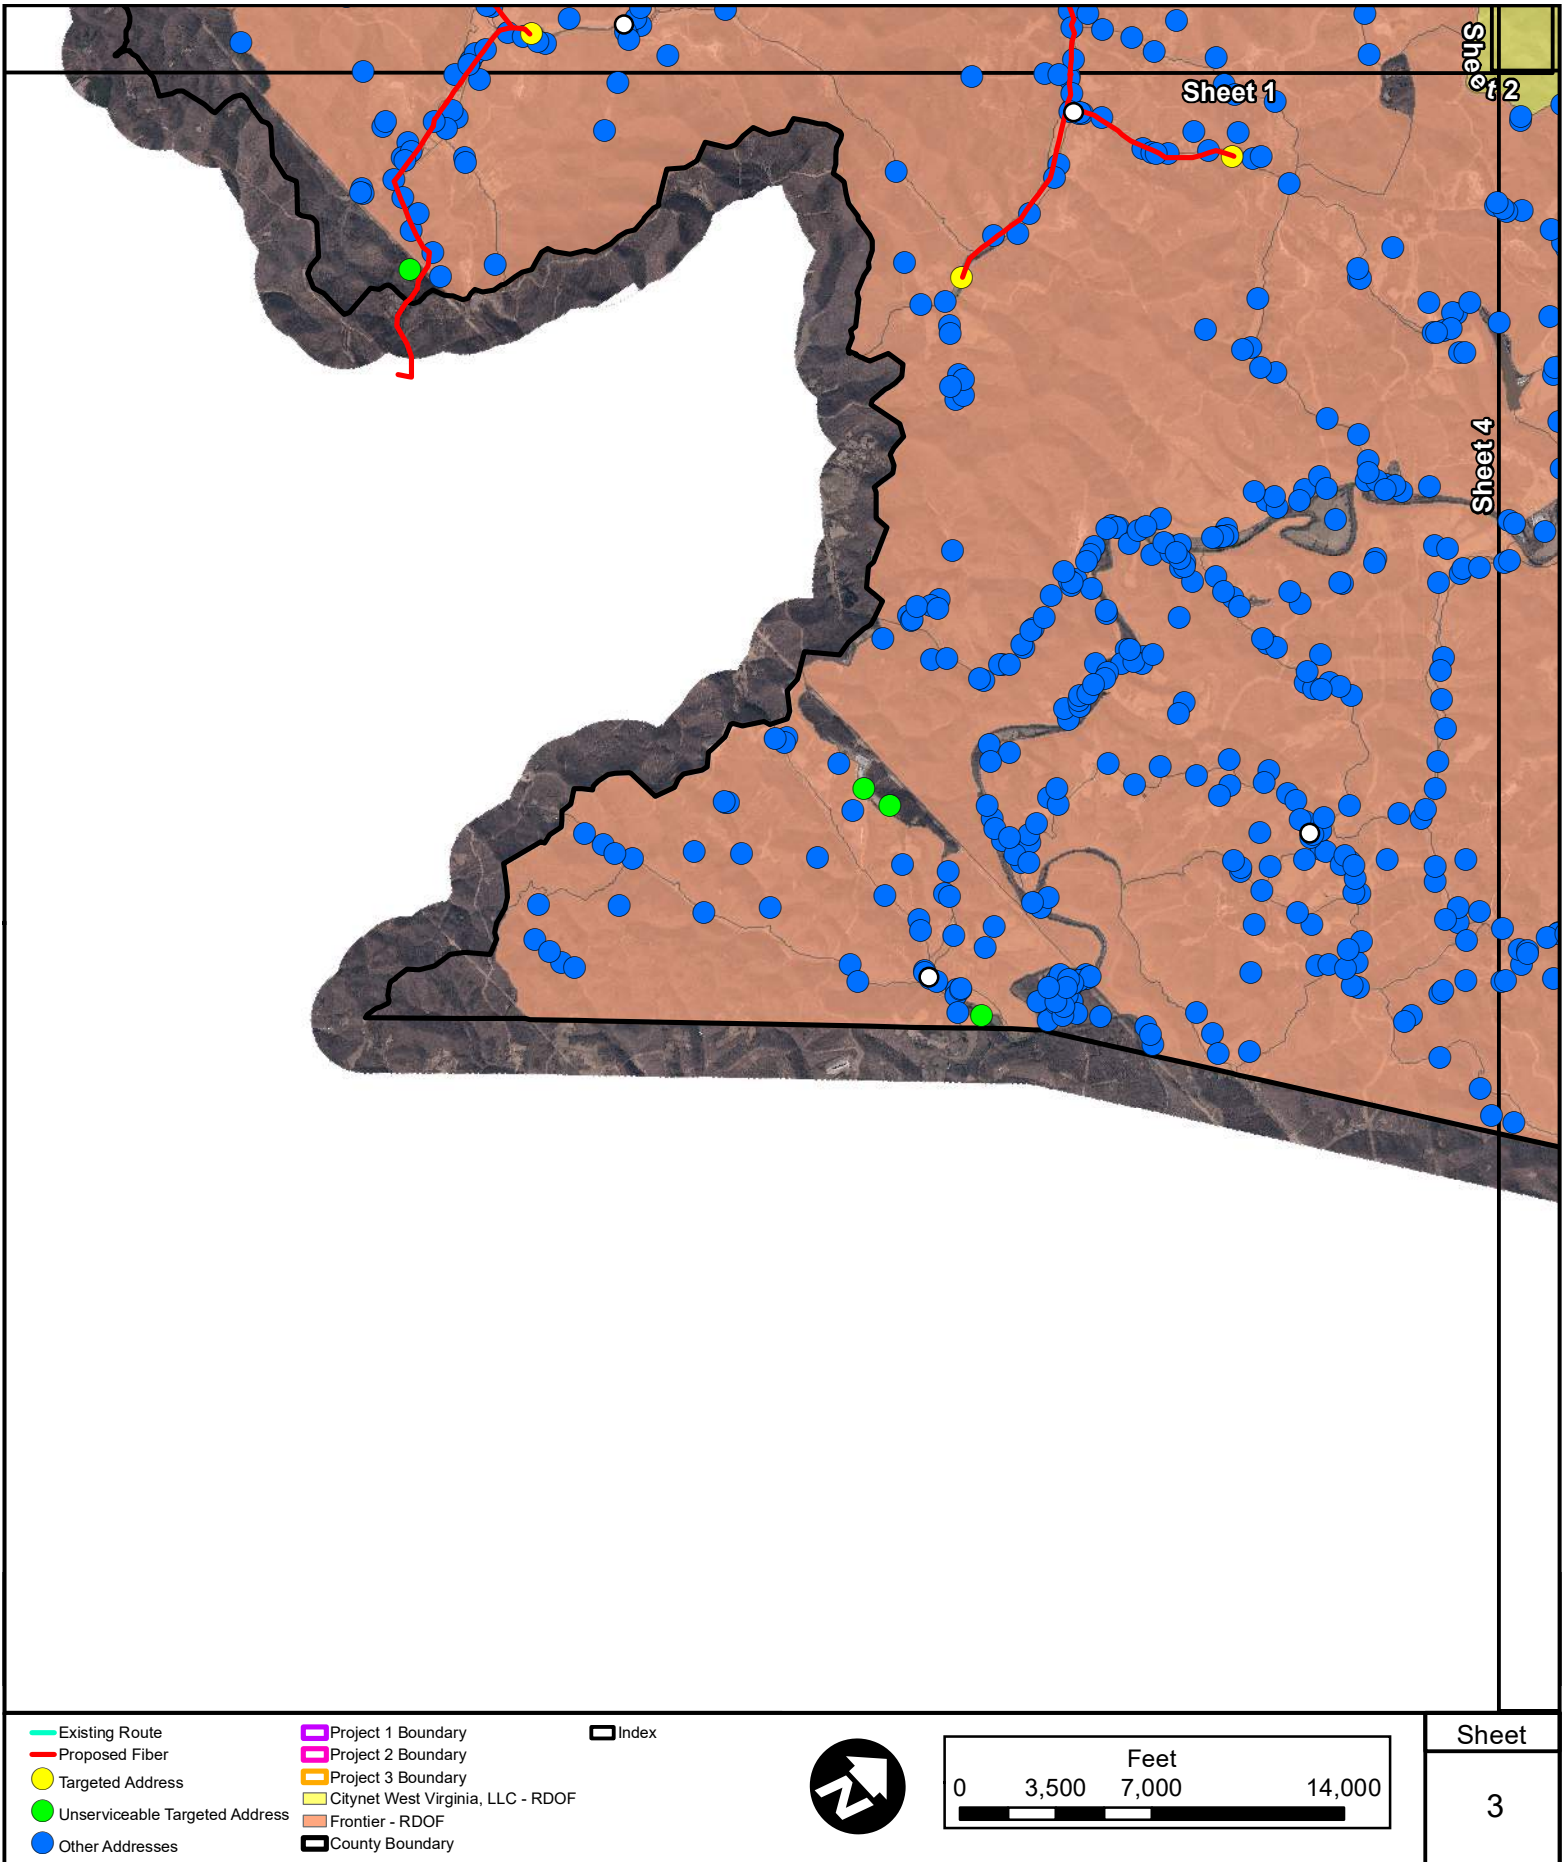 Sheet 1
Sheet 2
Sheet 4
Existing Route
Proposed Fiber
Targeted Address
Unserviceable Targeted Address
Other Addresses
Project 1 Boundary
Project 2 Boundary
Project 3 Boundary
Citynet West Virginia, LLC - RDOF
Frontier - RDOF
County Boundary
Index
N
Feet
0 3,500 7,000 14,000
Sheet
3